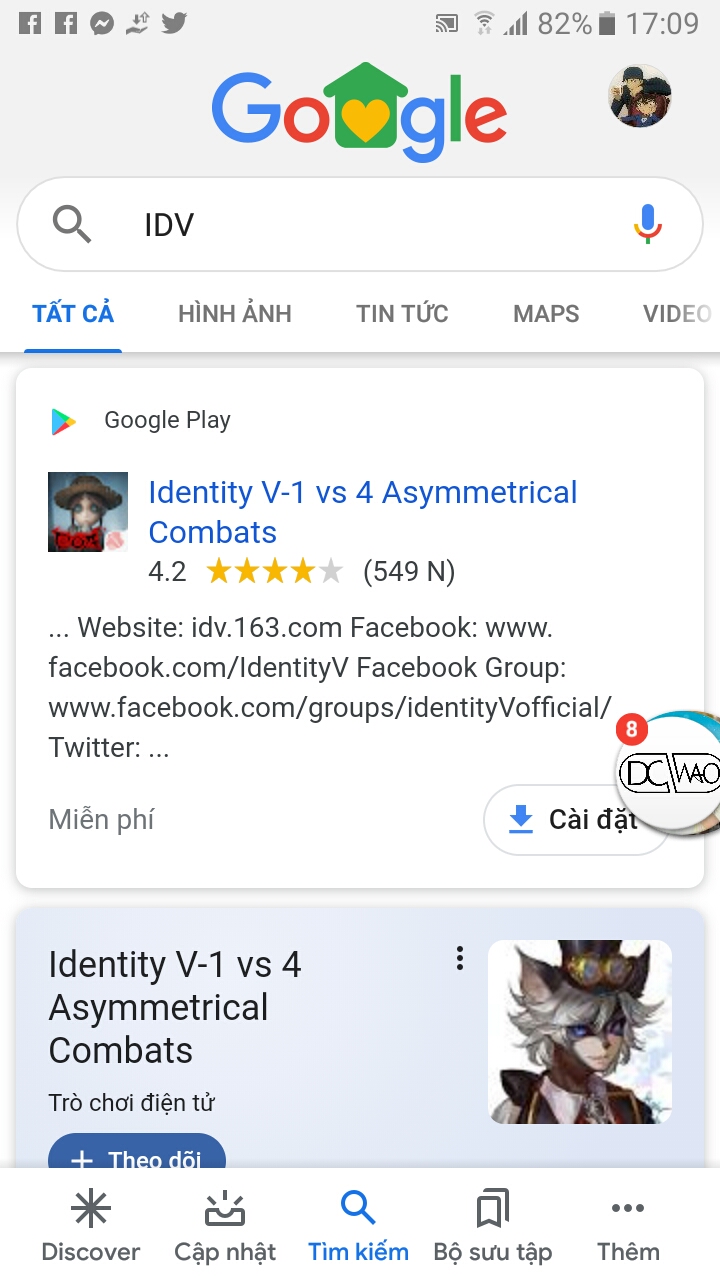 82% 17:09
Google
IDV
TẤT CẢ HÌNH ẢNH TIN TỨC MAPS VIDEO
Google Play
Identity V-1 vs 4 Asymmetrical
Combats
4.2 (549 N)
... Website: idv.163.com Facebook: www.
facebook.com/IdentityV Facebook Group:
www.facebook.com/groups/identityVofficial/
Twitter: ...
8
DC WAO
Miễn phí Cài đặt
Identity V-1 vs 4
Asymmetrical
Combats
Trò chơi điện tử
+ Theo dõi
Discover Cập nhật Tìm kiếm Bộ sưu tập Thêm